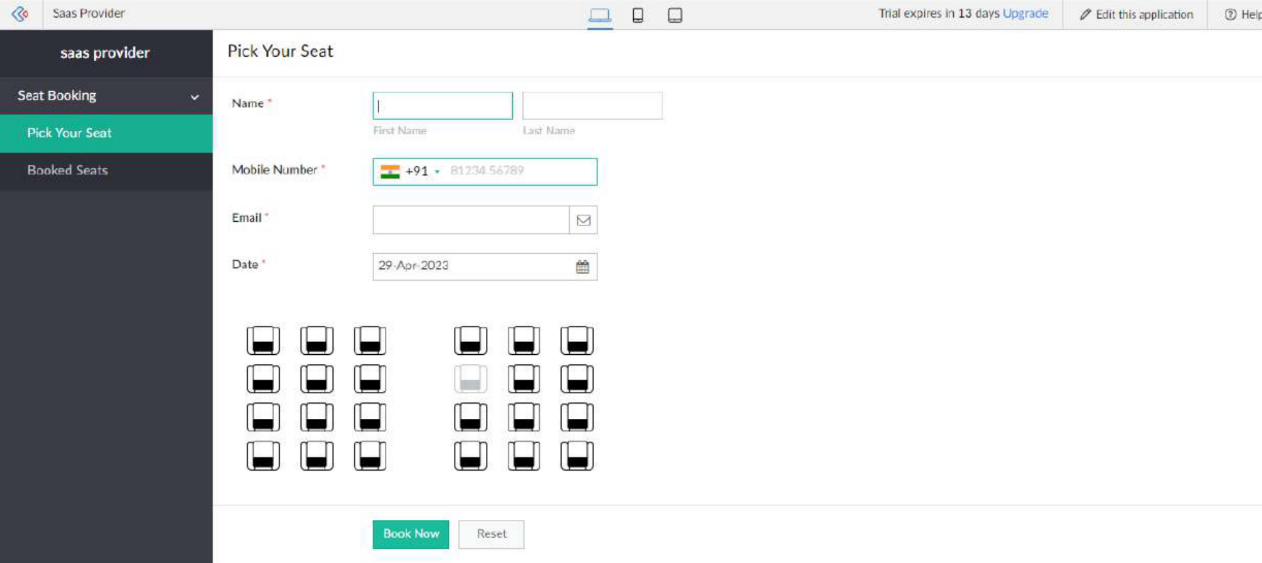 Saas Provider
Trial expires in 13 days Upgrade
Edit this application
Help
saas provider
Pick Your Seat
Seat Booking
Pick Your Seat
Booked Seats
Name *
First Name
Last Name
Mobile Number *
+91 81234 56789
Email *
Date *
29-Apr-2023
Book Now
Reset